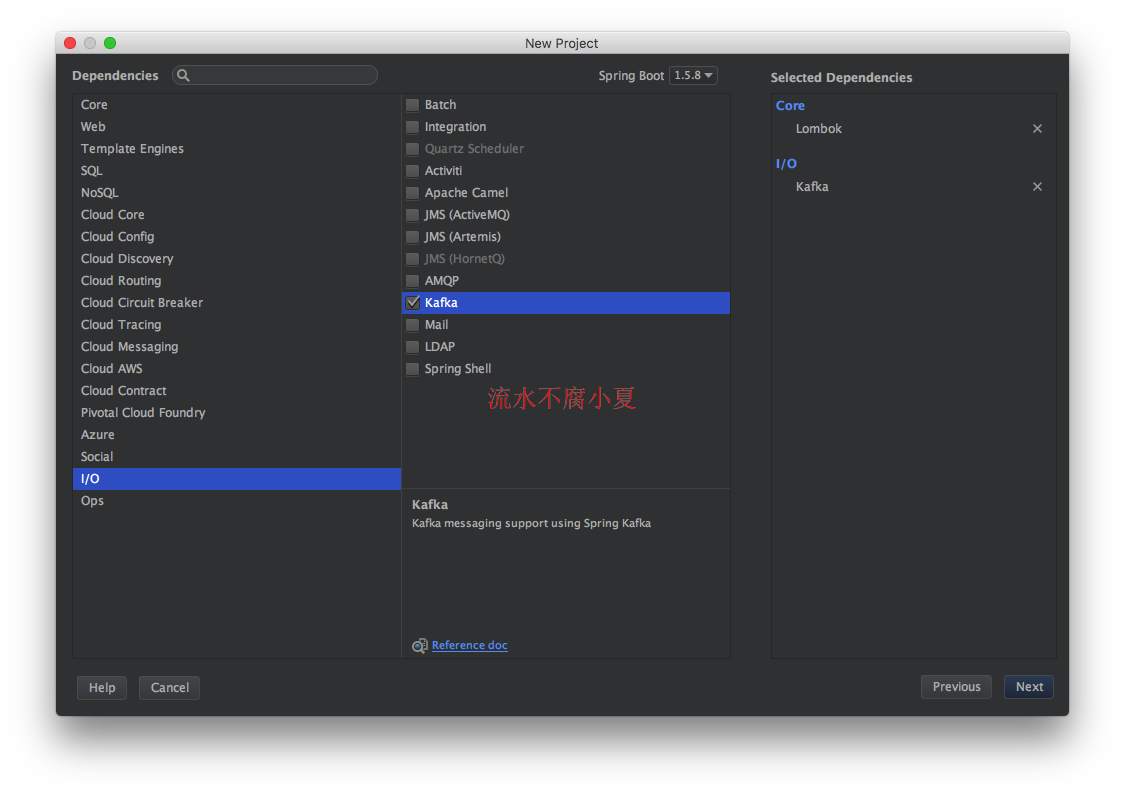 New Project
Dependencies
Spring Boot 1.5.8
Selected Dependencies
Core
Web
Template Engines
SQL
NoSQL
Cloud Core
Cloud Config
Cloud Discovery
Cloud Routing
Cloud Circuit Breaker
Cloud Tracing
Cloud Messaging
Cloud AWS
Cloud Contract
Pivotal Cloud Foundry
Azure
Social
I/O
Ops
Batch
Integration
Quartz Scheduler
Activiti
Apache Camel
JMS (ActiveMQ)
JMS (Artemis)
JMS (HornetQ)
AMQP
Kafka
Mail
LDAP
Spring Shell
流水不腐小夏
Kafka
Kafka messaging support using Spring Kafka
Reference doc
Core
Lombok
I/O
Kafka
Help
Cancel
Previous
Next